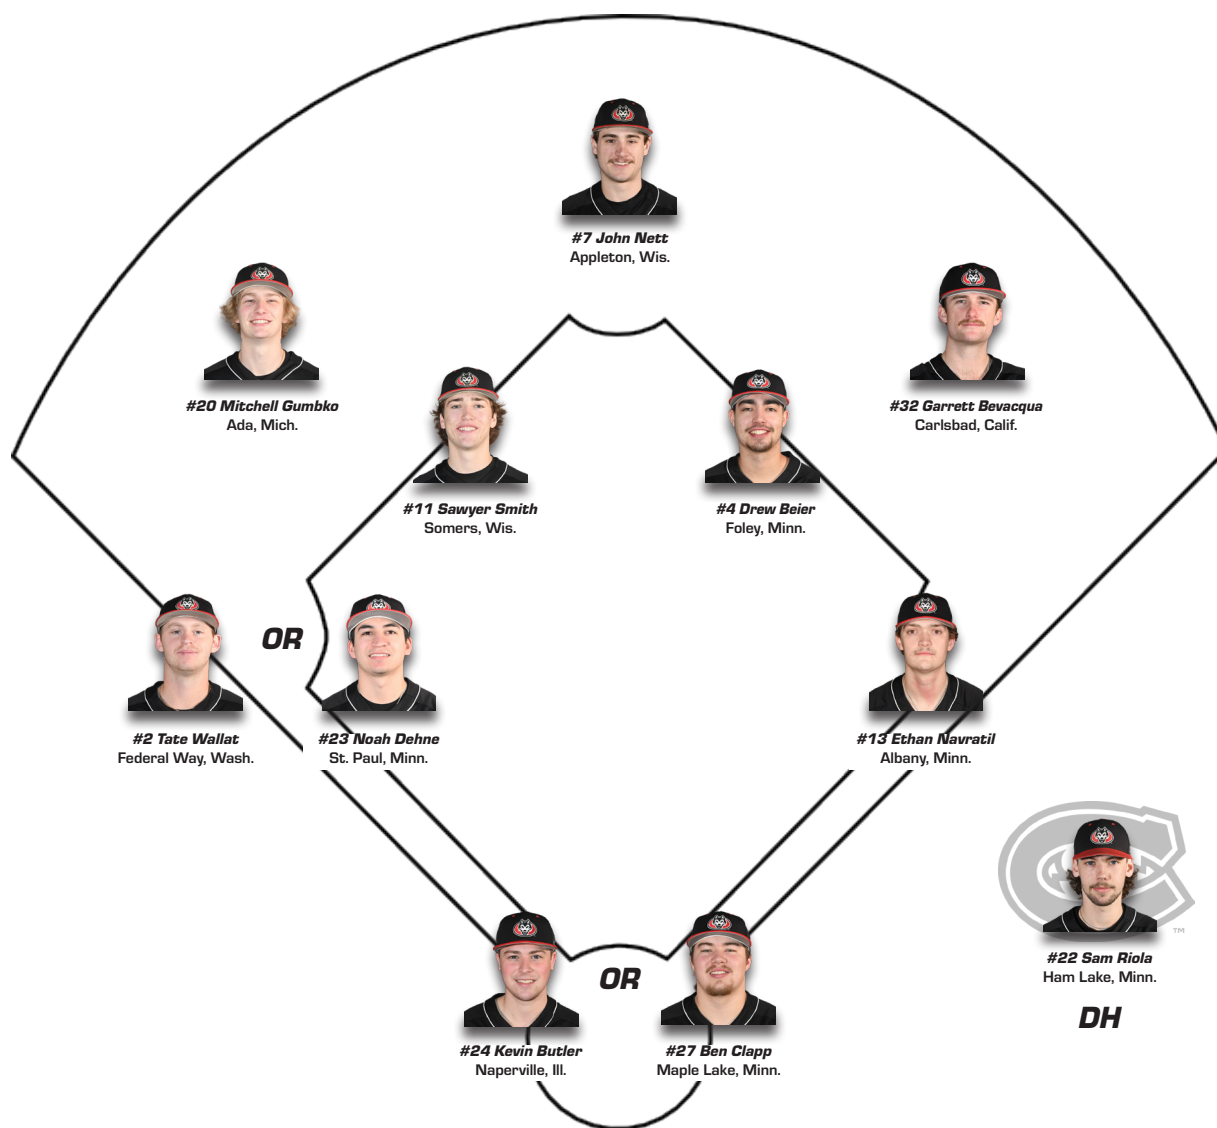 #7 John Nett
Appleton, Wis.
#20 Mitchell Gumbko
Ada, Mich.
#32 Garrett Bevacqua
Carlsbad, Calif.
#11 Sawyer Smith
Somers, Wis.
#4 Drew Beier
Foley, Minn.
OR
#2 Tate Wallat
Federal Way, Wash.
#23 Noah Dehne
St. Paul, Minn.
#13 Ethan Navratil
Albany, Minn.
TM
#22 Sam Riola
Ham Lake, Minn.
DH
OR
#24 Kevin Butler
Naperville, Ill.
#27 Ben Clapp
Maple Lake, Minn.